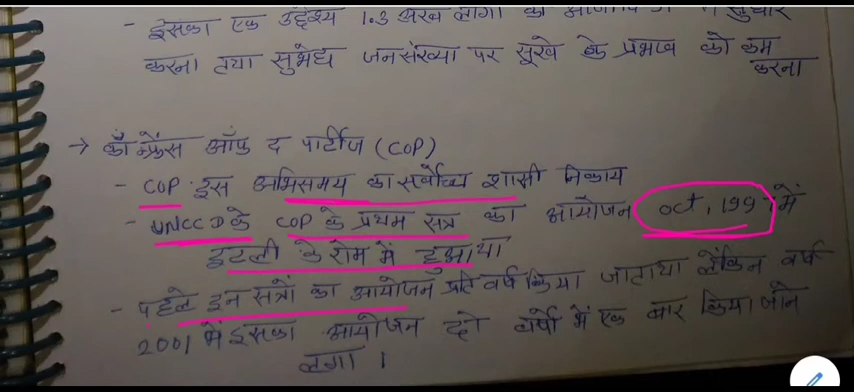 - इसका एक उद्देश्य 1.3 अरब लोगों की आजीविका में सुधार
करना तथा सुभेद्य जनसंख्या पर सूखे के प्रभाव को कम
करना
→ कॉन्फ्रेंस ऑफ द पार्टीज (COP)
- COP इस अभिसमय का सर्वोच्च शासी निकाय
- UNCCD के COP के प्रथम सत्र का आयोजन oct, 1997 में
इटली के रोम में हुआ था
- पहले इन सत्रों का आयोजन प्रति वर्ष किया जाता था लेकिन वर्ष
2001 में इसका आयोजन दो वर्षों में एक बार किया जाने
लगा ।